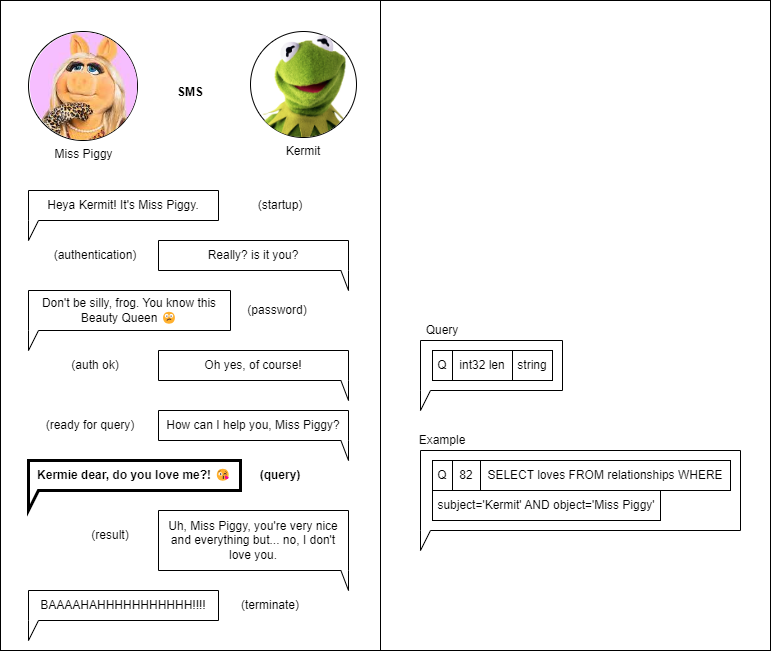 SMS
Miss Piggy
Kermit
Heya Kermit! It's Miss Piggy.
(startup)
(authentication)
Really? is it you?
Don't be silly, frog. You know this
Beauty Queen 😥
(password)
(auth ok)
Oh yes, of course!
(ready for query)
How can I help you, Miss Piggy?
Kermie dear, do you love me?! 😘
(query)
(result)
Uh, Miss Piggy, you're very nice
and everything but... no, I don't
love you.
BAAAAHAHHHHHHHHHHH!!!!
(terminate)
Query
Q int32 len string
Example
Q 82 SELECT loves FROM relationships WHERE
subject='Kermit' AND object='Miss Piggy'